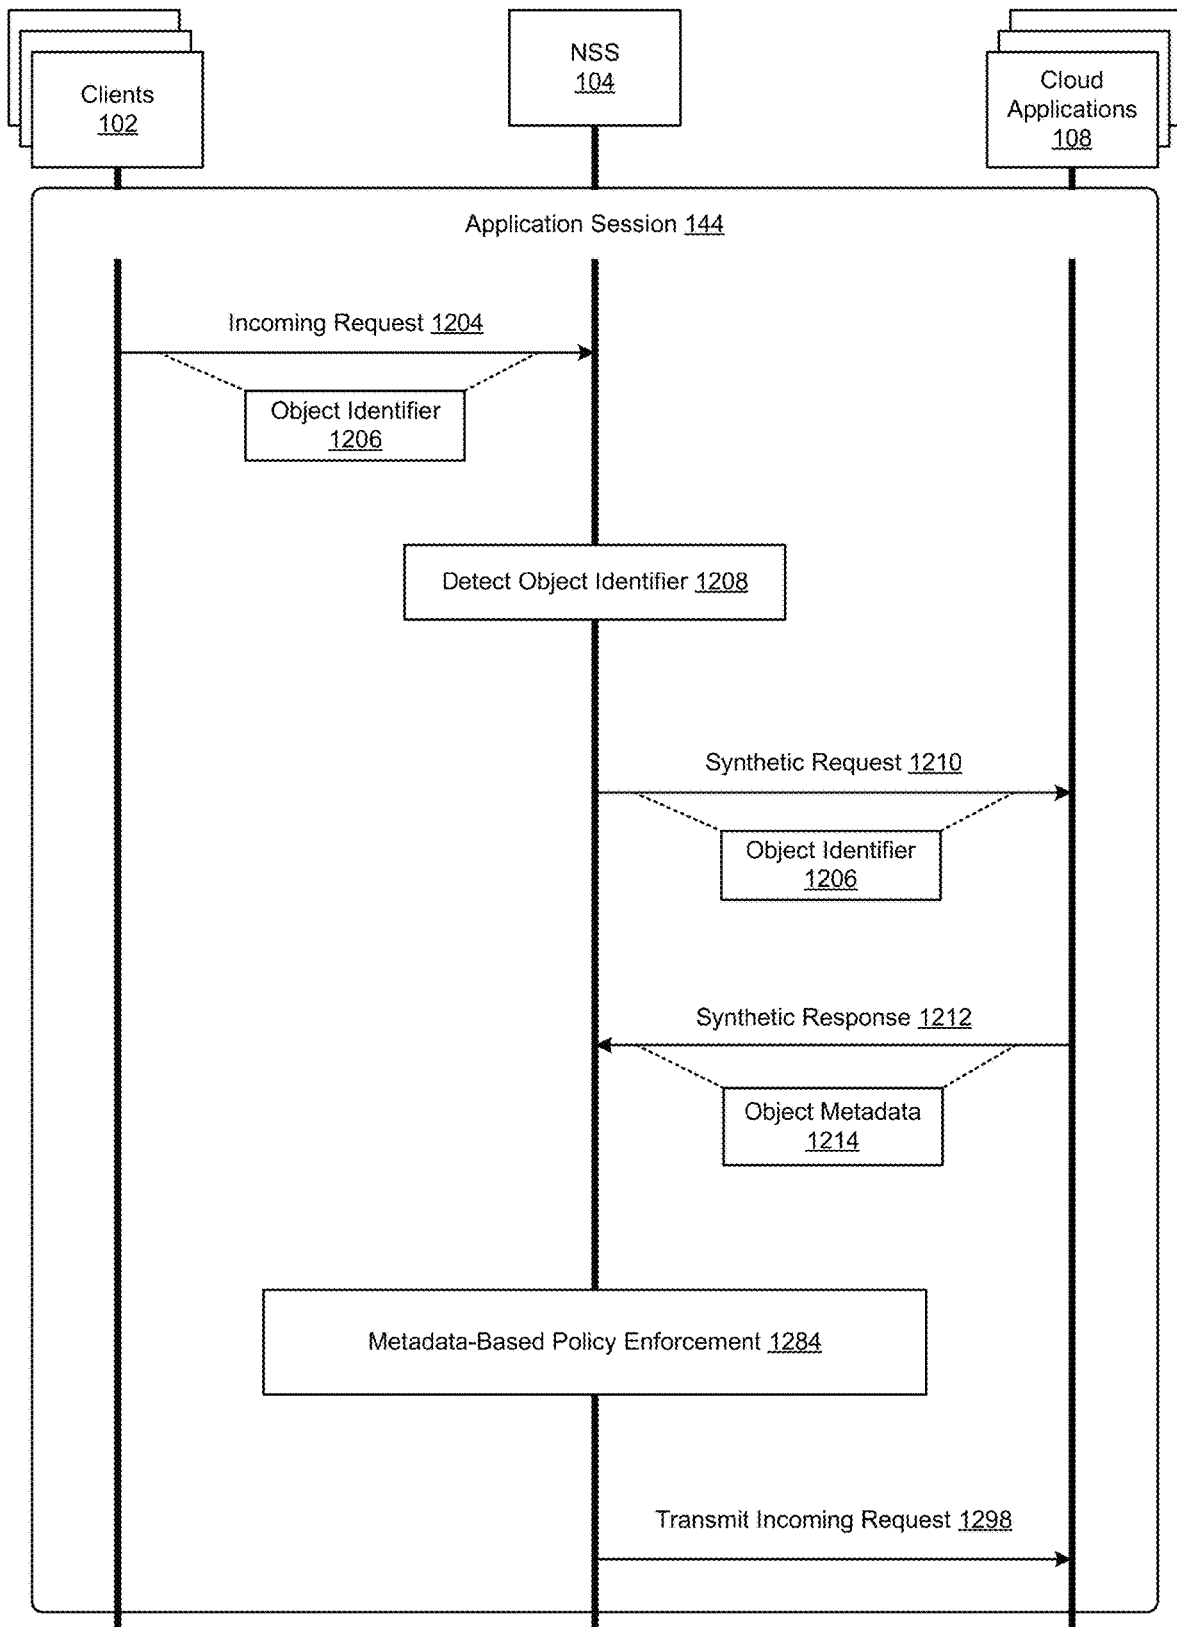 Clients
102
NSS
104
Cloud
Applications
108
Application Session 144
Incoming Request 1204
Object Identifier
1206
Detect Object Identifier 1208
Synthetic Request 1210
Object Identifier
1206
Synthetic Response 1212
Object Metadata
1214
Metadata-Based Policy Enforcement 1284
Transmit Incoming Request 1298